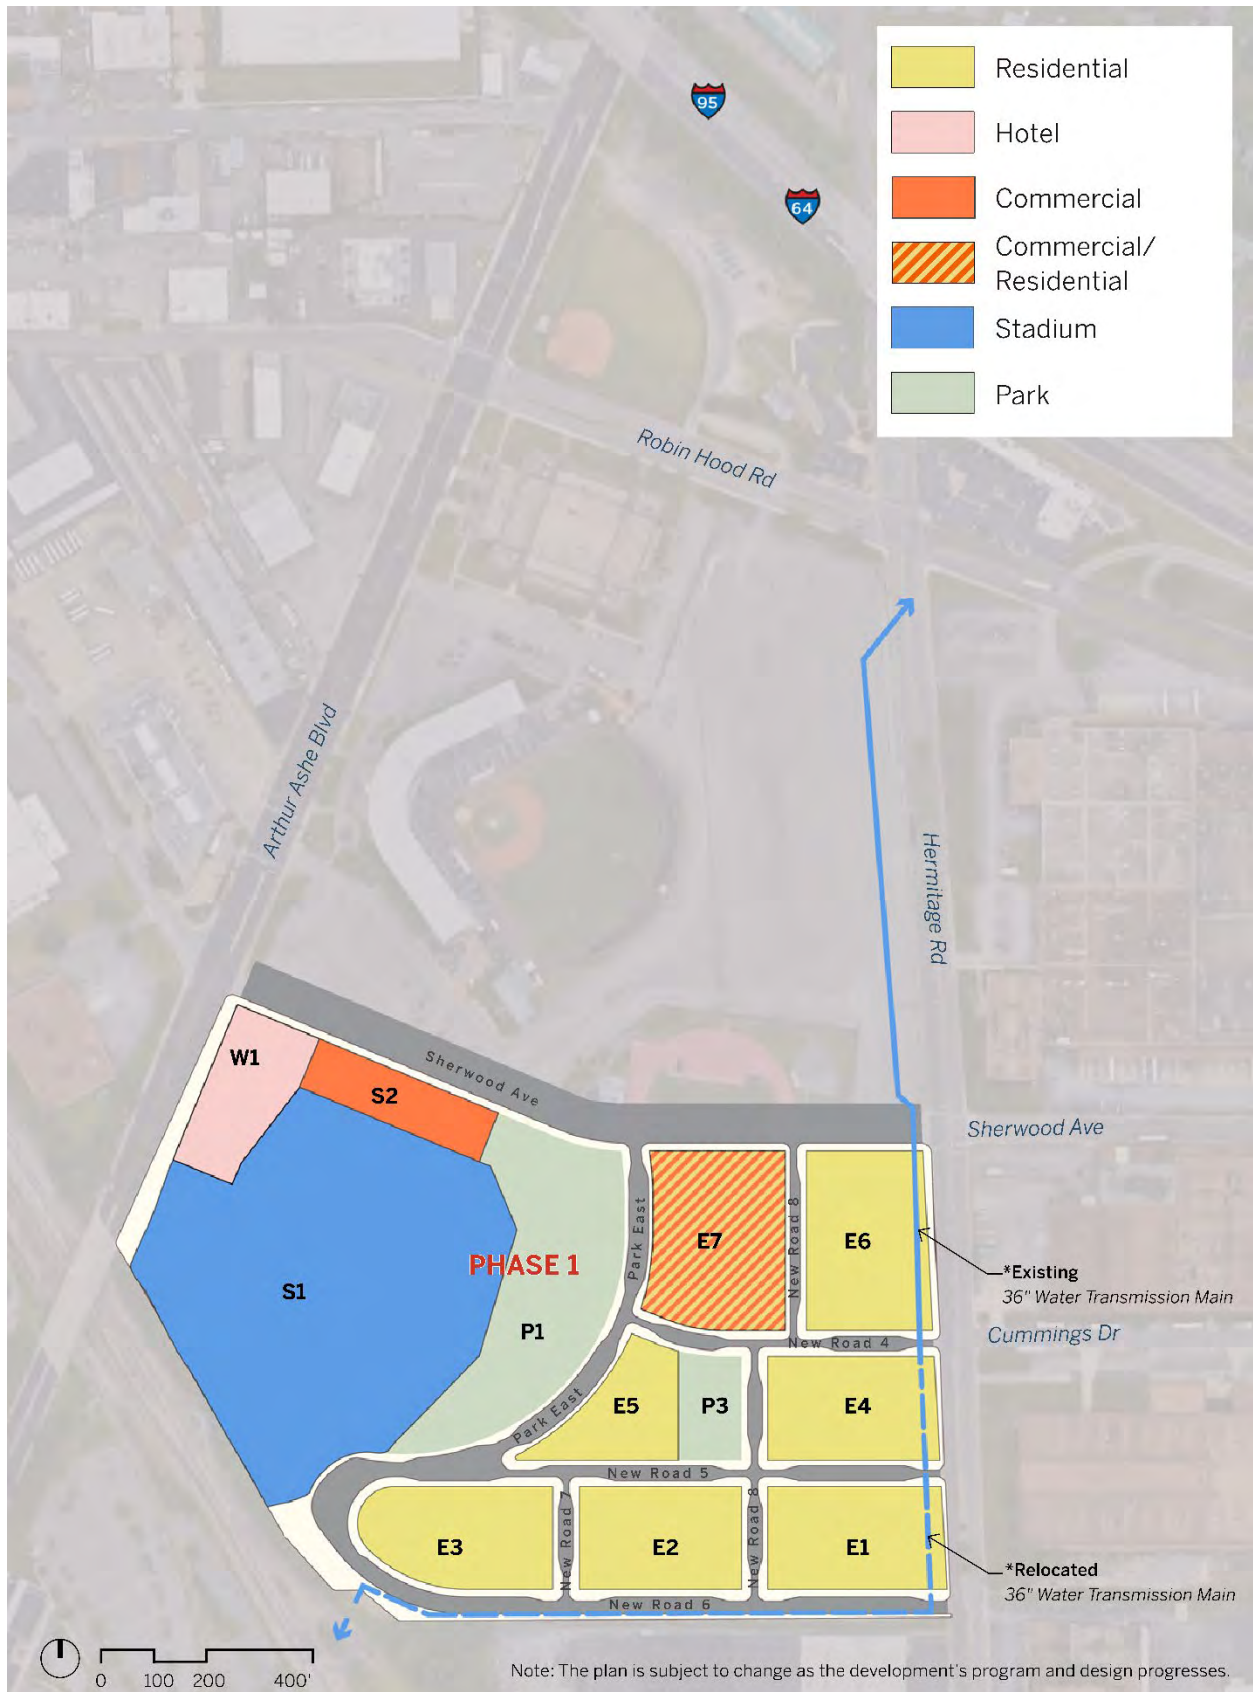 95
64
Residential
Hotel
Commercial
Commercial/
Residential
Stadium
Park
Robin Hood Rd
Arthur Ashe Blvd
Hermitage Rd
W1
S2
Sherwood Ave
Sherwood Ave
E7
E6
Park East
New Road 8
PHASE 1
S1
P1
*Existing
36" Water Transmission Main
Cummings Dr
New Road 4
E5
P3
E4
Park East
New Road 5
New Road 7
New Road 8
E3
E2
E1
*Relocated
36" Water Transmission Main
New Road 6
0 100 200 400'
Note: The plan is subject to change as the development's program and design progresses.